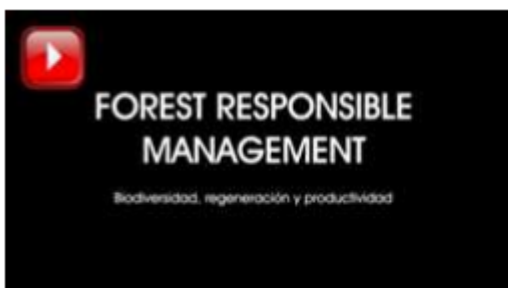 FOREST RESPONSIBLE
MANAGEMENT
Biodiversidad, regeneración y productividad